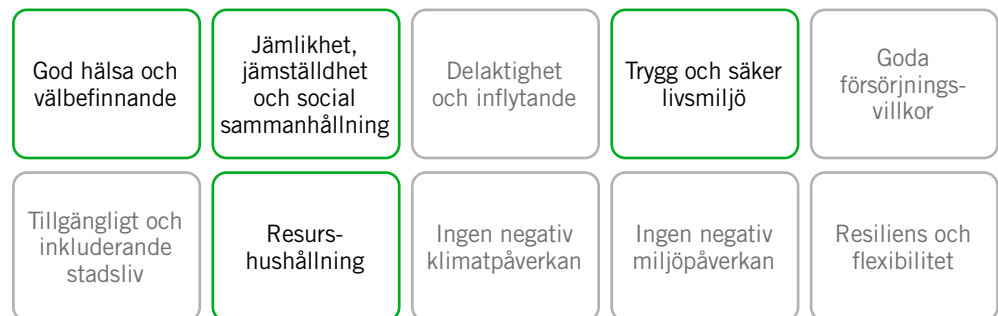 God hälsa och
välbefinnande
Jämlikhet,
jämställdhet
och social
sammanhållning
Delaktighet
och inflytande
Trygg och säker
livsmiljö
Goda
försörjnings-
villkor
Tillgängligt och
inkluderande
stadsliv
Resurs-
hushållning
Ingen negativ
klimatpåverkan
Ingen negativ
miljöpåverkan
Resiliens och
flexibilitet